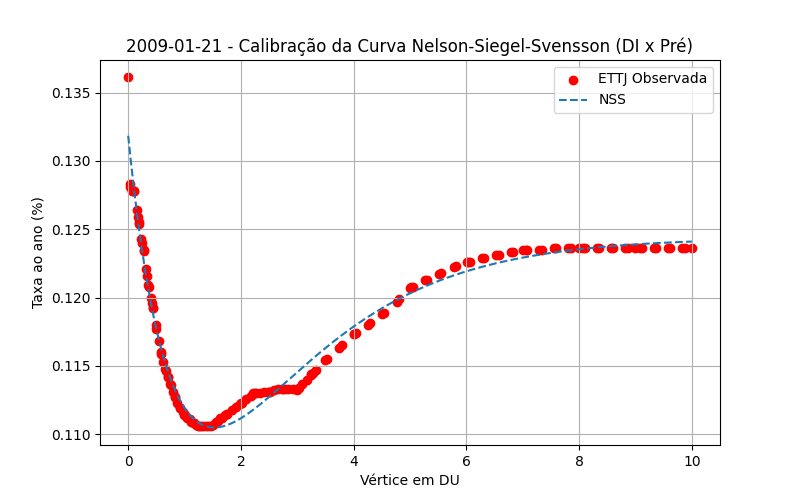 2009-01-21 - Calibração da Curva Nelson-Siegel-Svensson (DI x Pré)
ETTJ Observada
NSS
Taxa ao ano (%)
0.135
0.130
0.125
0.120
0.115
0.110
0
2
4
6
8
10
Vértice em DU